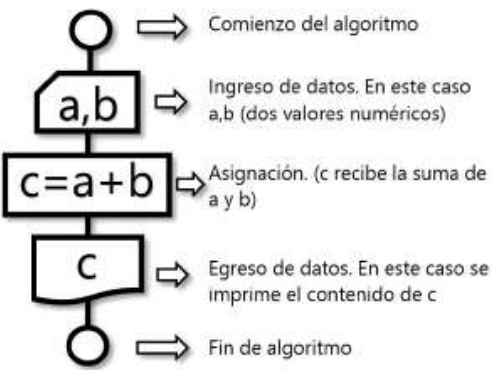 Comienzo del algoritmo
a,b
Ingreso de datos. En este caso
a,b (dos valores numéricos)
c=a+b
Asignación. (c recibe la suma de
a y b)
c
Egreso de datos. En este caso se
imprime el contenido de c
Fin de algoritmo